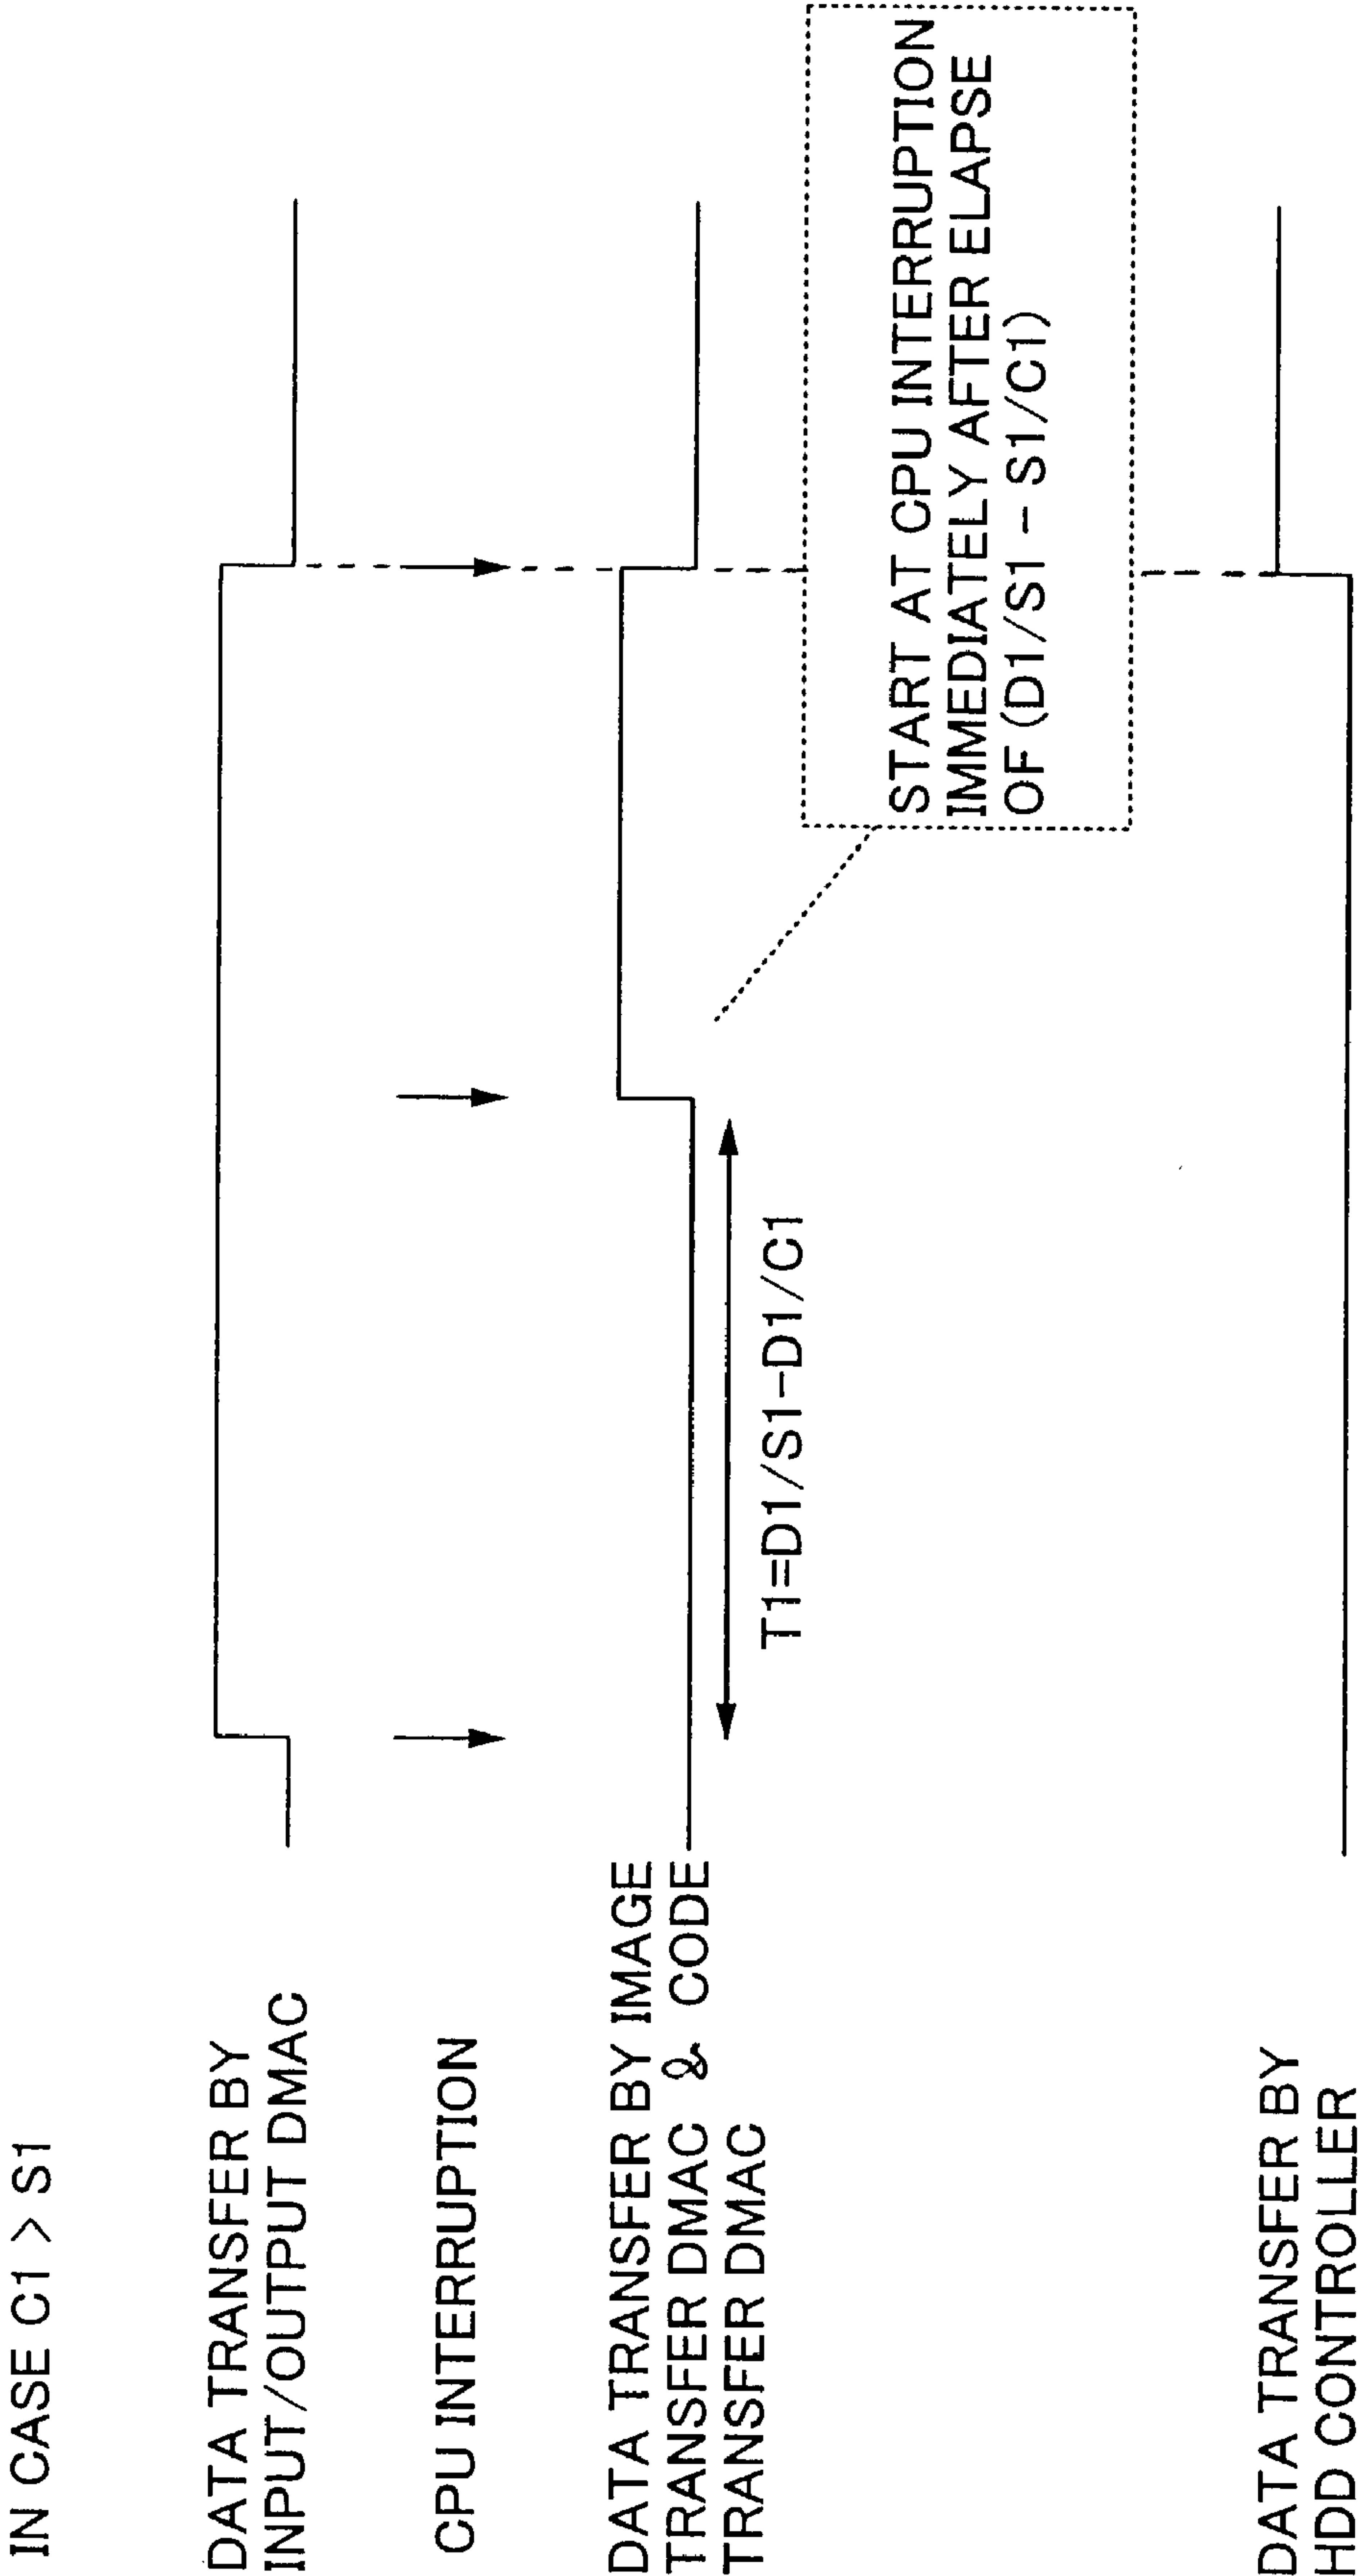 IN CASE C1 > S1
DATA TRANSFER BY
INPUT/OUTPUT DMAC
CPU INTERRUPTION
DATA TRANSFER BY IMAGE
TRANSFER DMAC & CODE
TRANSFER DMAC
T1=D1/S1-D1/C1
START AT CPU INTERRUPTION
IMMEDIATELY AFTER ELAPSE
OF (D1/S1 - S1/C1)
DATA TRANSFER BY
HDD CONTROLLER